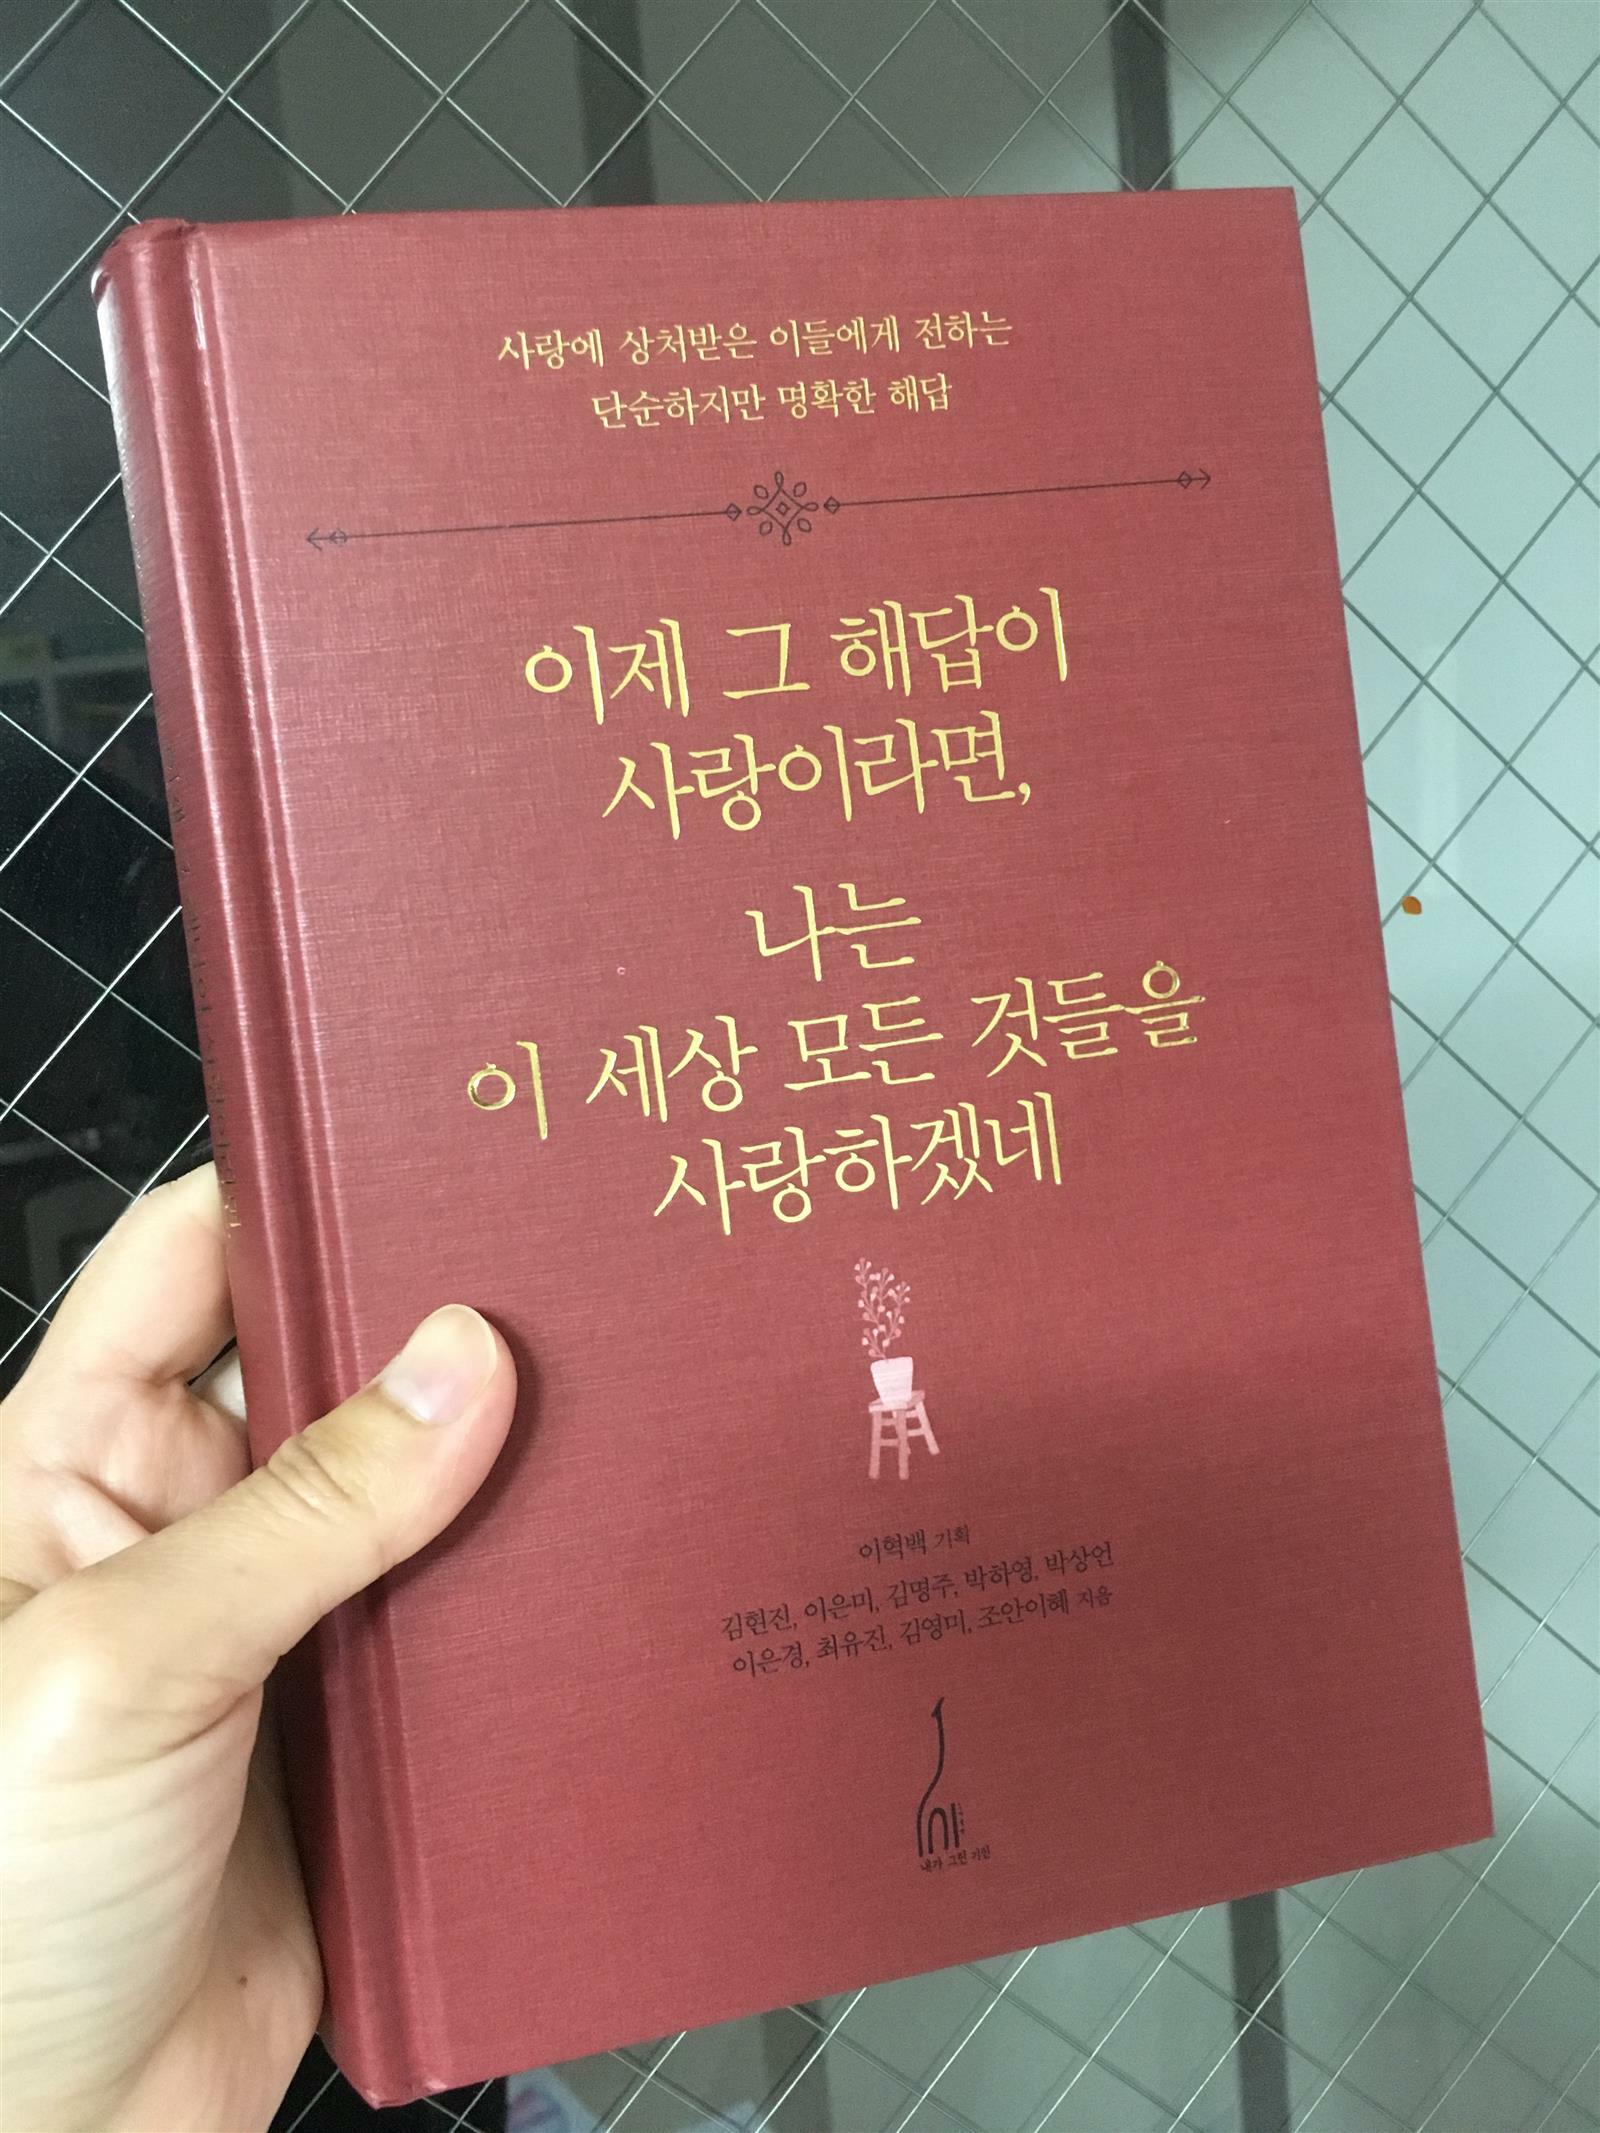 사랑에 상처받은 이들에게 전하는
단순하지만 명확한 해답
이제 그 해답이
사랑이라면,
나는
이 세상 모든 것들을
사랑하겠네
이혁백 기획
김현진, 이은미, 김명주, 박하영, 박상언
이은경, 최유진, 김영미, 조안이혜 지음
내가 그린 기린